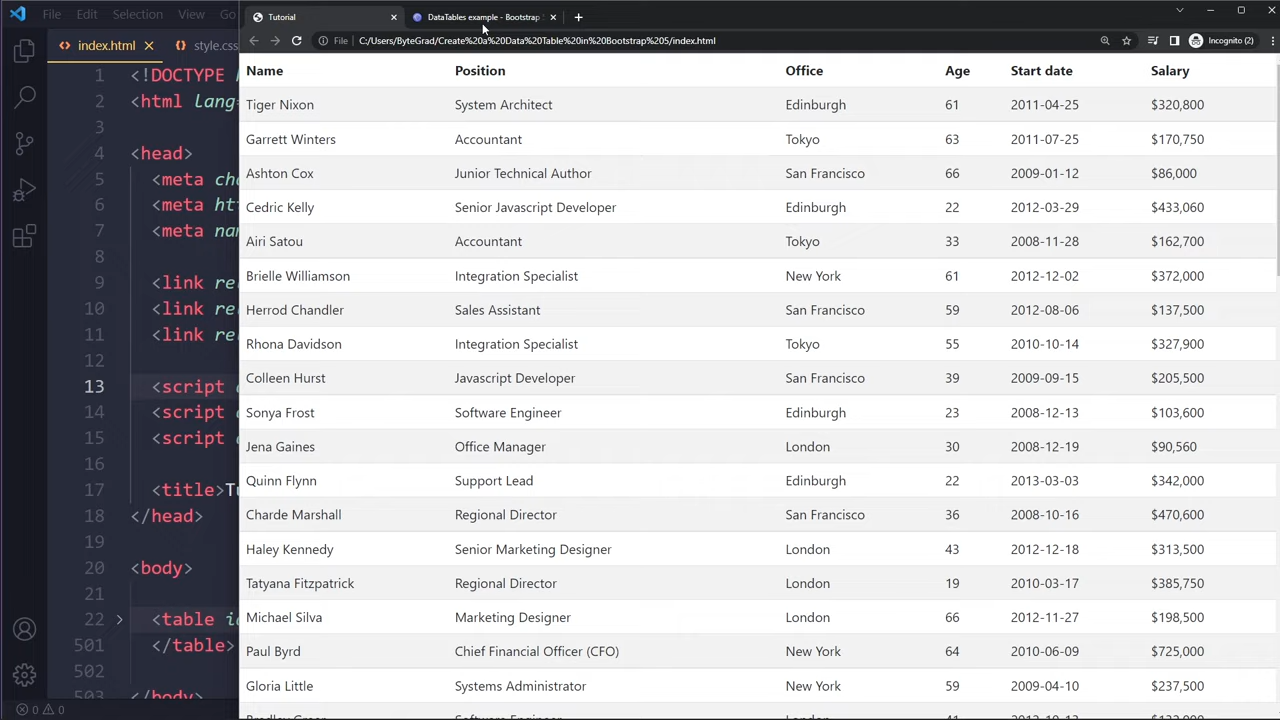 File Edit Selection View Go
Tutorial
DataTables example - Bootstrap
File C:/Users/ByteGrad/Create%20a%20Data%20Table%20in%20Bootstrap%205/index.html
Incognito (2)
index.html
style.css
1 <!DOCTYPE
2 <html lang=
3
4 <head>
5 <meta cha
6 <meta htt
7 <meta nam
8
9 <link rel
10 <link rel
11 <link rel
12
13 <script
14 <script
15 <script
16
17 <title>Tu
18 </head>
19
20 <body>
21
22 <table id
501 </table>
502
503 </body>
0 0
Name Position Office Age Start date Salary
Tiger Nixon System Architect Edinburgh 61 2011-04-25 $320,800
Garrett Winters Accountant Tokyo 63 2011-07-25 $170,750
Ashton Cox Junior Technical Author San Francisco 66 2009-01-12 $86,000
Cedric Kelly Senior Javascript Developer Edinburgh 22 2012-03-29 $433,060
Airi Satou Accountant Tokyo 33 2008-11-28 $162,700
Brielle Williamson Integration Specialist New York 61 2012-12-02 $372,000
Herrod Chandler Sales Assistant San Francisco 59 2012-08-06 $137,500
Rhona Davidson Integration Specialist Tokyo 55 2010-10-14 $327,900
Colleen Hurst Javascript Developer San Francisco 39 2009-09-15 $205,500
Sonya Frost Software Engineer Edinburgh 23 2008-12-13 $103,600
Jena Gaines Office Manager London 30 2008-12-19 $90,560
Quinn Flynn Support Lead Edinburgh 22 2013-03-03 $342,000
Charde Marshall Regional Director San Francisco 36 2008-10-16 $470,600
Haley Kennedy Senior Marketing Designer London 43 2012-12-18 $313,500
Tatyana Fitzpatrick Regional Director London 19 2010-03-17 $385,750
Michael Silva Marketing Designer London 66 2012-11-27 $198,500
Paul Byrd Chief Financial Officer (CFO) New York 64 2010-06-09 $725,000
Gloria Little Systems Administrator New York 59 2009-04-10 $237,500